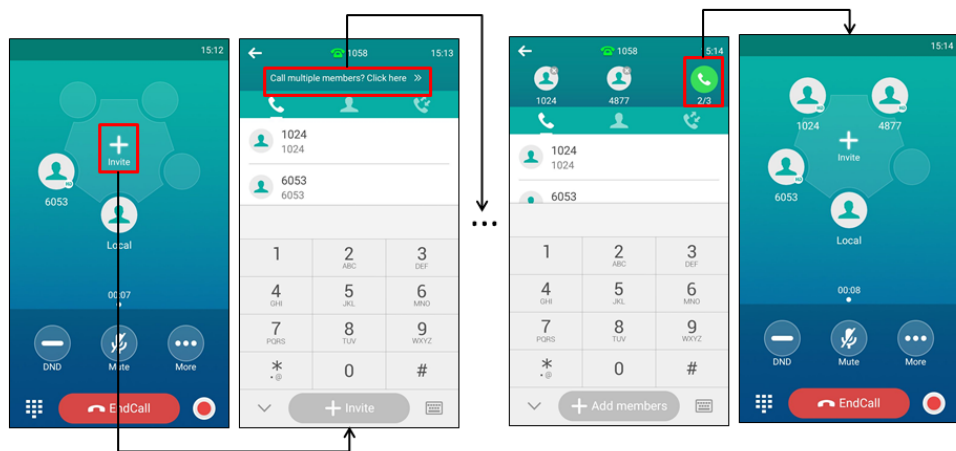 15:12
Invite
6053
Local
00:07
DND
Mute
More
EndCall
1058
15:13
Call multiple members? Click here »
1024
1024
6053
6053
1
2
ABC
3
DEF
4
GHI
5
JKL
6
MNO
7
PQRS
8
TUV
9
WXYZ
*
.@
0
#
+ Invite
...
1058
5:14
1024
4877
2/3
1024
1024
6053
1
2
ABC
3
DEF
4
GHI
5
JKL
6
MNO
7
PQRS
8
TUV
9
WXYZ
*
.@
0
#
+ Add members
15:14
1024
4877
Invite
6053
Local
00:08
DND
Mute
More
EndCall